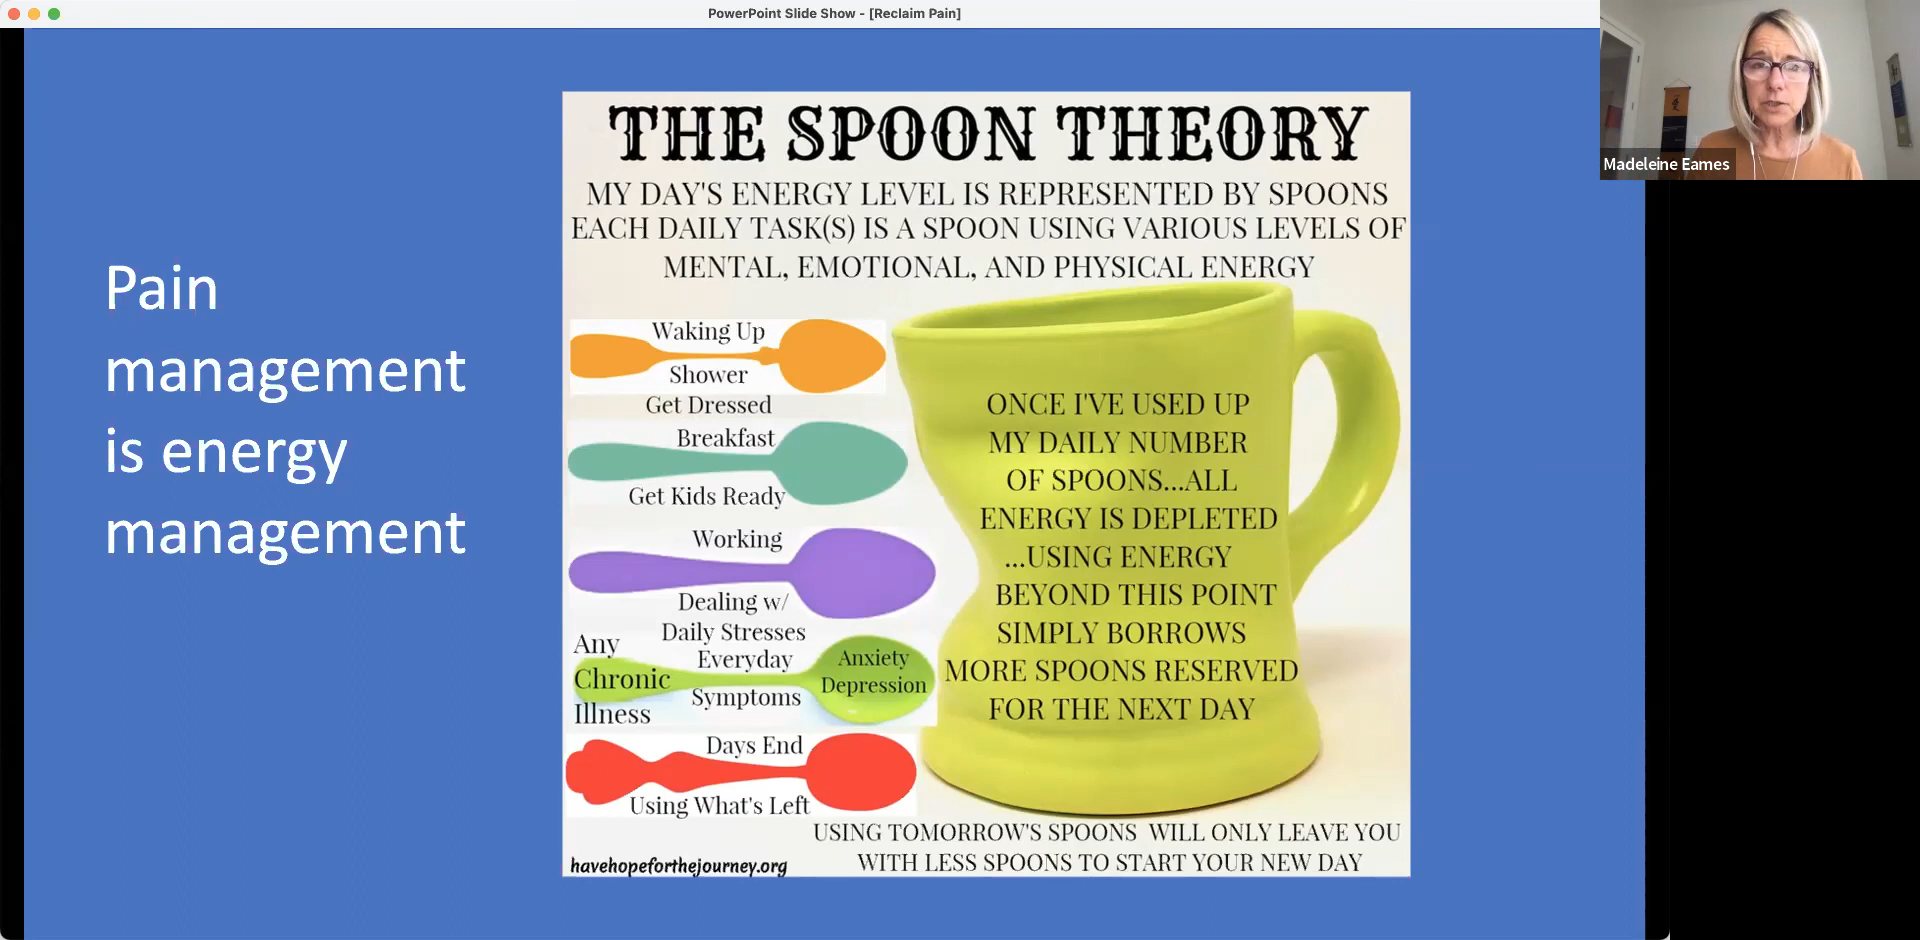 PowerPoint Slide Show - [Reclaim Pain]
Madeleine Eames
Pain
management
is energy
management
THE SPOON THEORY
MY DAY'S ENERGY LEVEL IS REPRESENTED BY SPOONS
EACH DAILY TASK(S) IS A SPOON USING VARIOUS LEVELS OF
MENTAL, EMOTIONAL, AND PHYSICAL ENERGY
Waking Up
Shower
Get Dressed
Breakfast
Get Kids Ready
Working
Dealing w/
Daily Stresses
Any
Chronic
Illness
Everyday
Symptoms
Anxiety
Depression
Days End
Using What's Left
ONCE I'VE USED UP
MY DAILY NUMBER
OF SPOONS...ALL
ENERGY IS DEPLETED
...USING ENERGY
BEYOND THIS POINT
SIMPLY BORROWS
MORE SPOONS RESERVED
FOR THE NEXT DAY
USING TOMORROW'S SPOONS WILL ONLY LEAVE YOU
WITH LESS SPOONS TO START YOUR NEW DAY
havehopeforthejourney.org